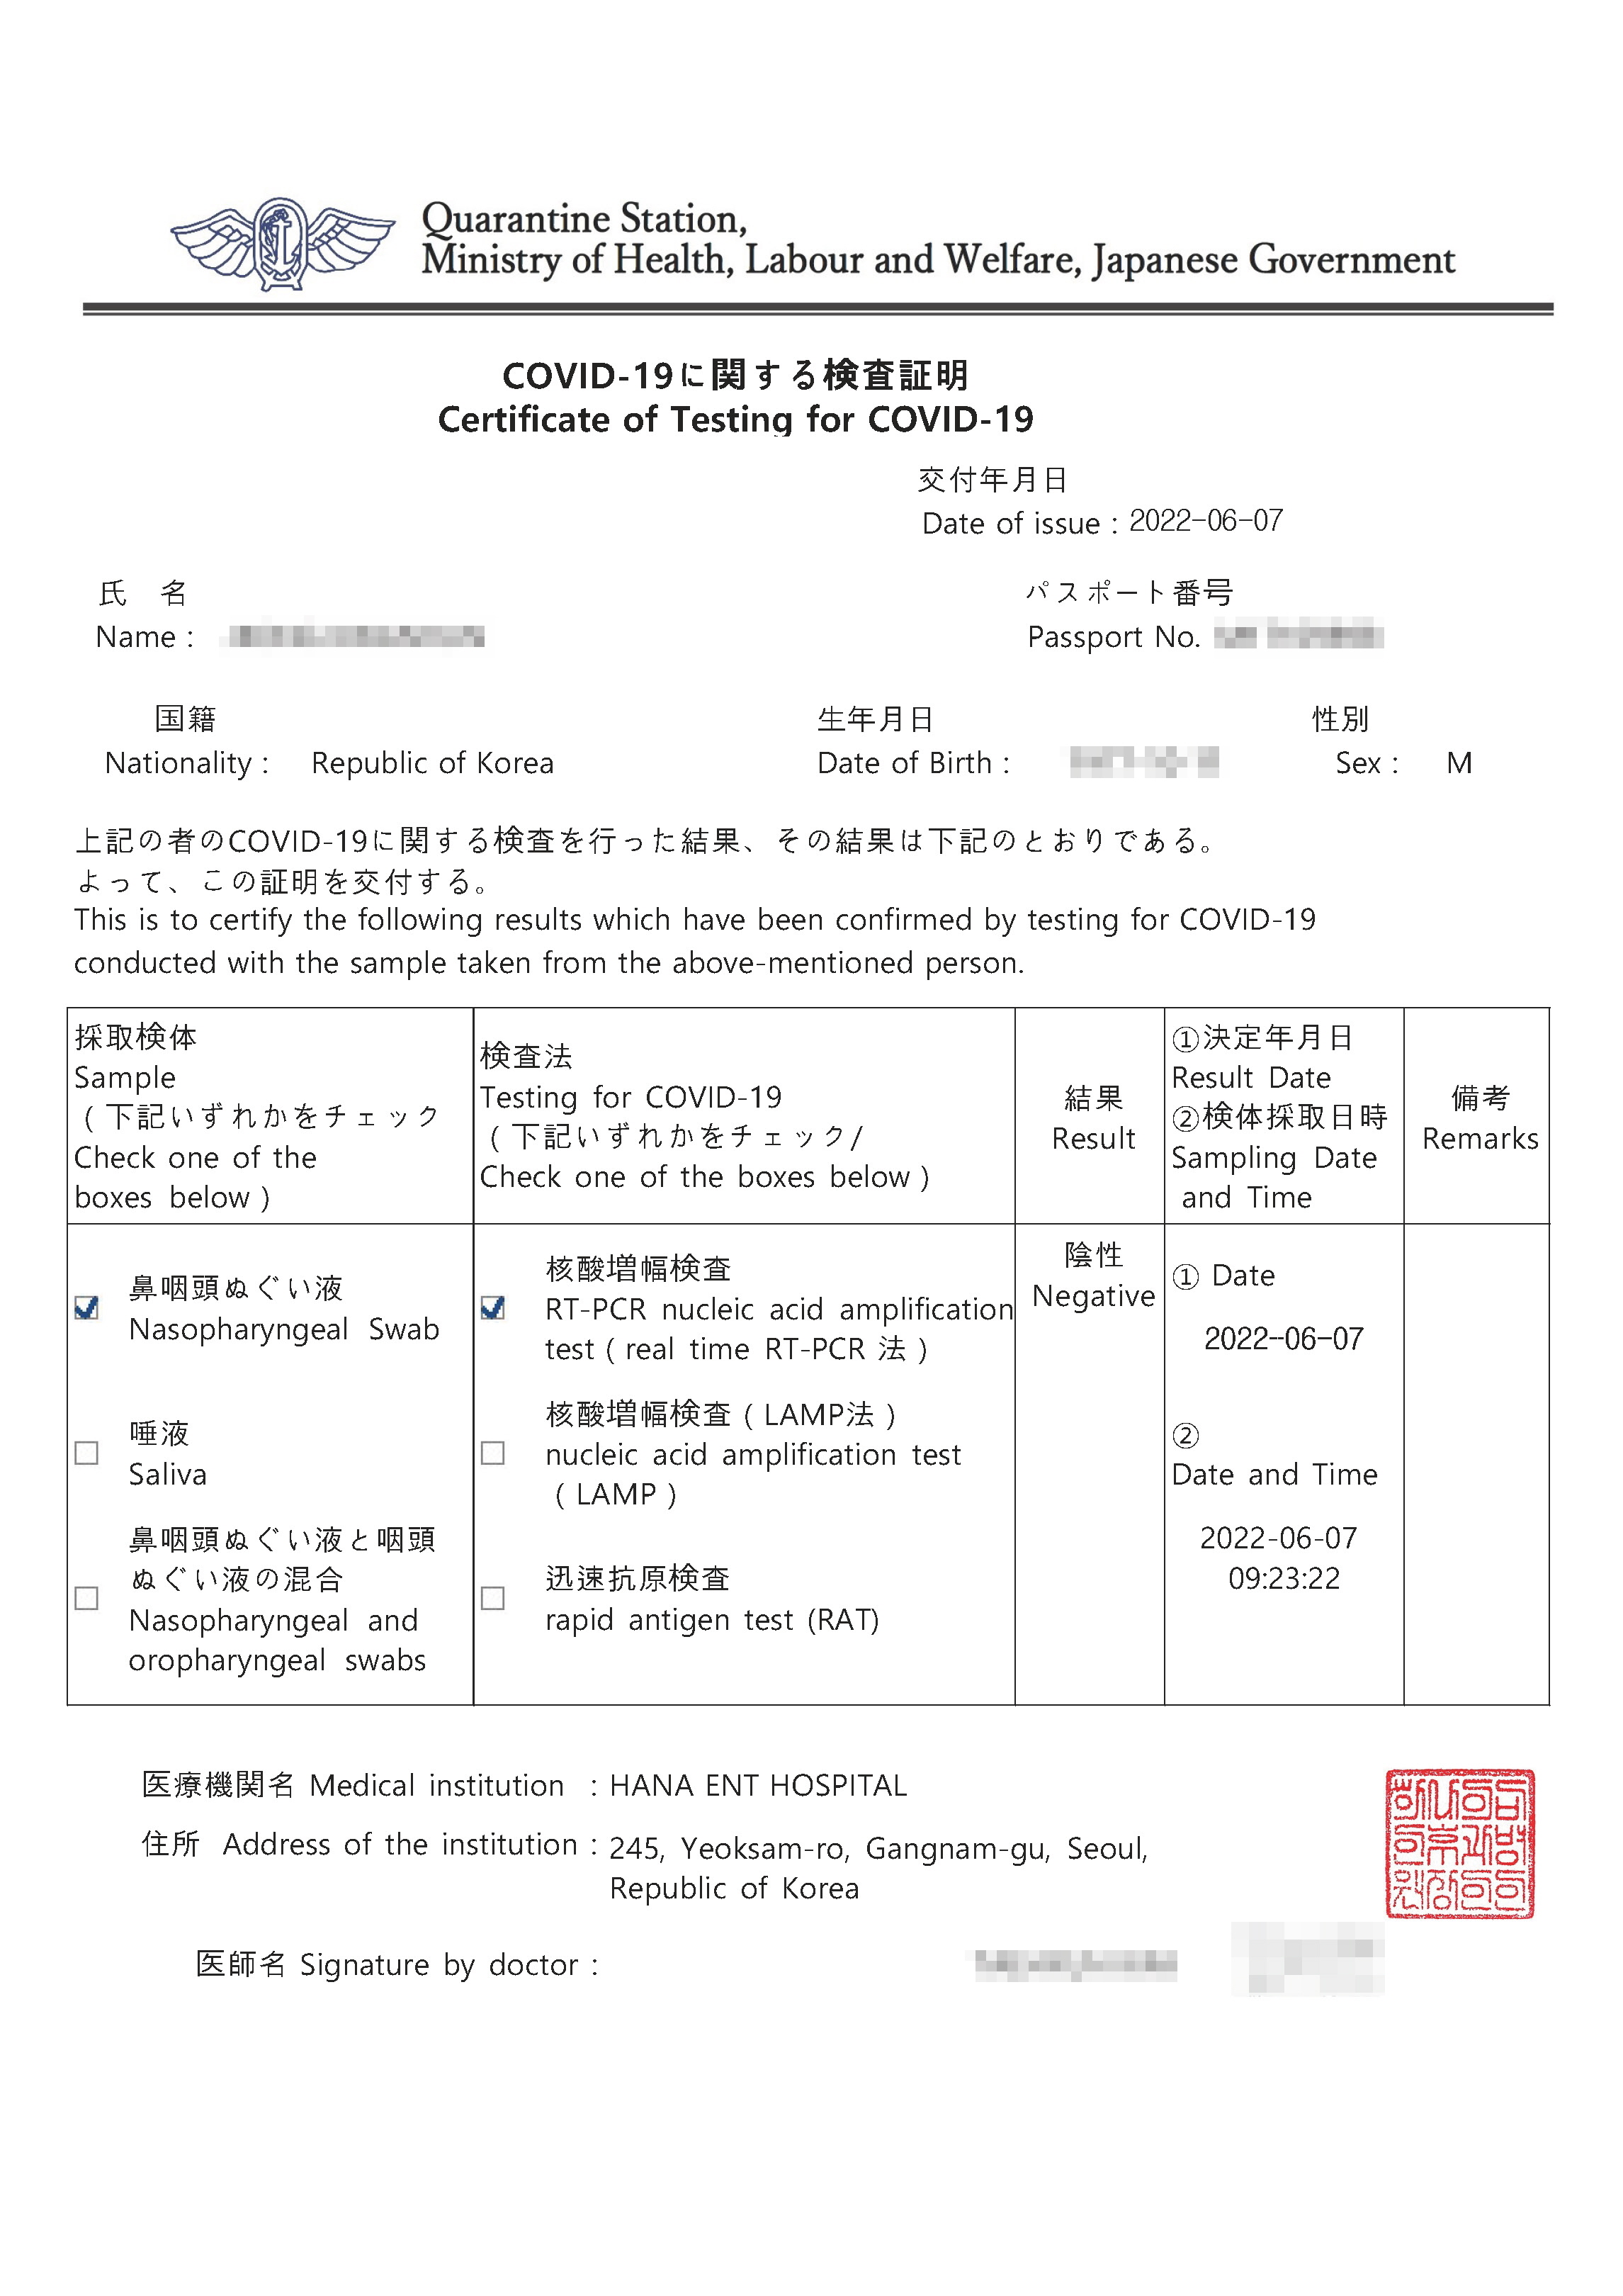 Quarantine Station,
Ministry of Health, Labour and Welfare, Japanese Government
COVID-19に関する検査証明
Certificate of Testing for COVID-19
交付年月日
Date of issue : 2022-06-07
氏 名
Name :
パスポート番号
Passport No.
国籍
Nationality : Republic of Korea
生年月日
Date of Birth :
性別
Sex : M
上記の者のCOVID-19に関する検査を行った結果、その結果は下記のとおりである。
よって、この証明を交付する。
This is to certify the following results which have been confirmed by testing for COVID-19
conducted with the sample taken from the above-mentioned person.
採取検体
Sample
(下記いずれかをチェック
Check one of the
boxes below)
検査法
Testing for COVID-19
(下記いずれかをチェック/
Check one of the boxes below)
結果
Result
①決定年月日
Result Date
②検体採取日時
Sampling Date
and Time
備考
Remarks
鼻咽頭ぬぐい液
Nasopharyngeal Swab
唾液
Saliva
鼻咽頭ぬぐい液と咽頭
ぬぐい液の混合
Nasopharyngeal and
oropharyngeal swabs
核酸増幅検査
RT-PCR nucleic acid amplification
test(real time RT-PCR 法)
核酸増幅検査(LAMP法)
nucleic acid amplification test
(LAMP)
迅速抗原検査
rapid antigen test (RAT)
陰性
Negative
① Date
2022-06-07
②
Date and Time
2022-06-07
09:23:22
医療機関名 Medical institution : HANA ENT HOSPITAL
住所 Address of the institution : 245, Yeoksam-ro, Gangnam-gu, Seoul,
Republic of Korea
医師名 Signature by doctor :